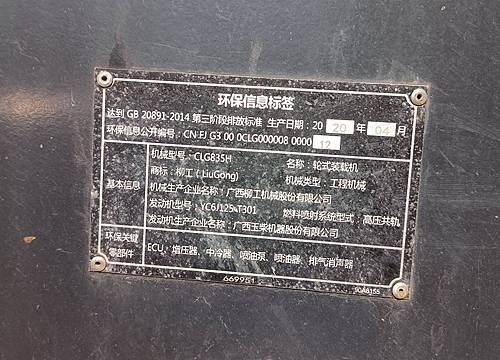 环保信息标签
达到 GB 20891-2014 第三阶段排放标准 生产日期：20 20 年 04 月
环保信息公开编号：CN FJ G3 00 0CLG000008 0000 12
基本信息
机械型号：CLG835H 名称：轮式装载机
商标：柳工（LiuGong） 机械类型：工程机械
机械生产企业名称：广西柳工机械股份有限公司
发动机型号：YC6J125-T301 燃料喷射系统型式：高压共轨
发动机生产企业名称：广西玉柴机器股份有限公司
环保关键零部件
ECU、增压器、中冷器、喷油泵、喷油器、排气消声器
669951